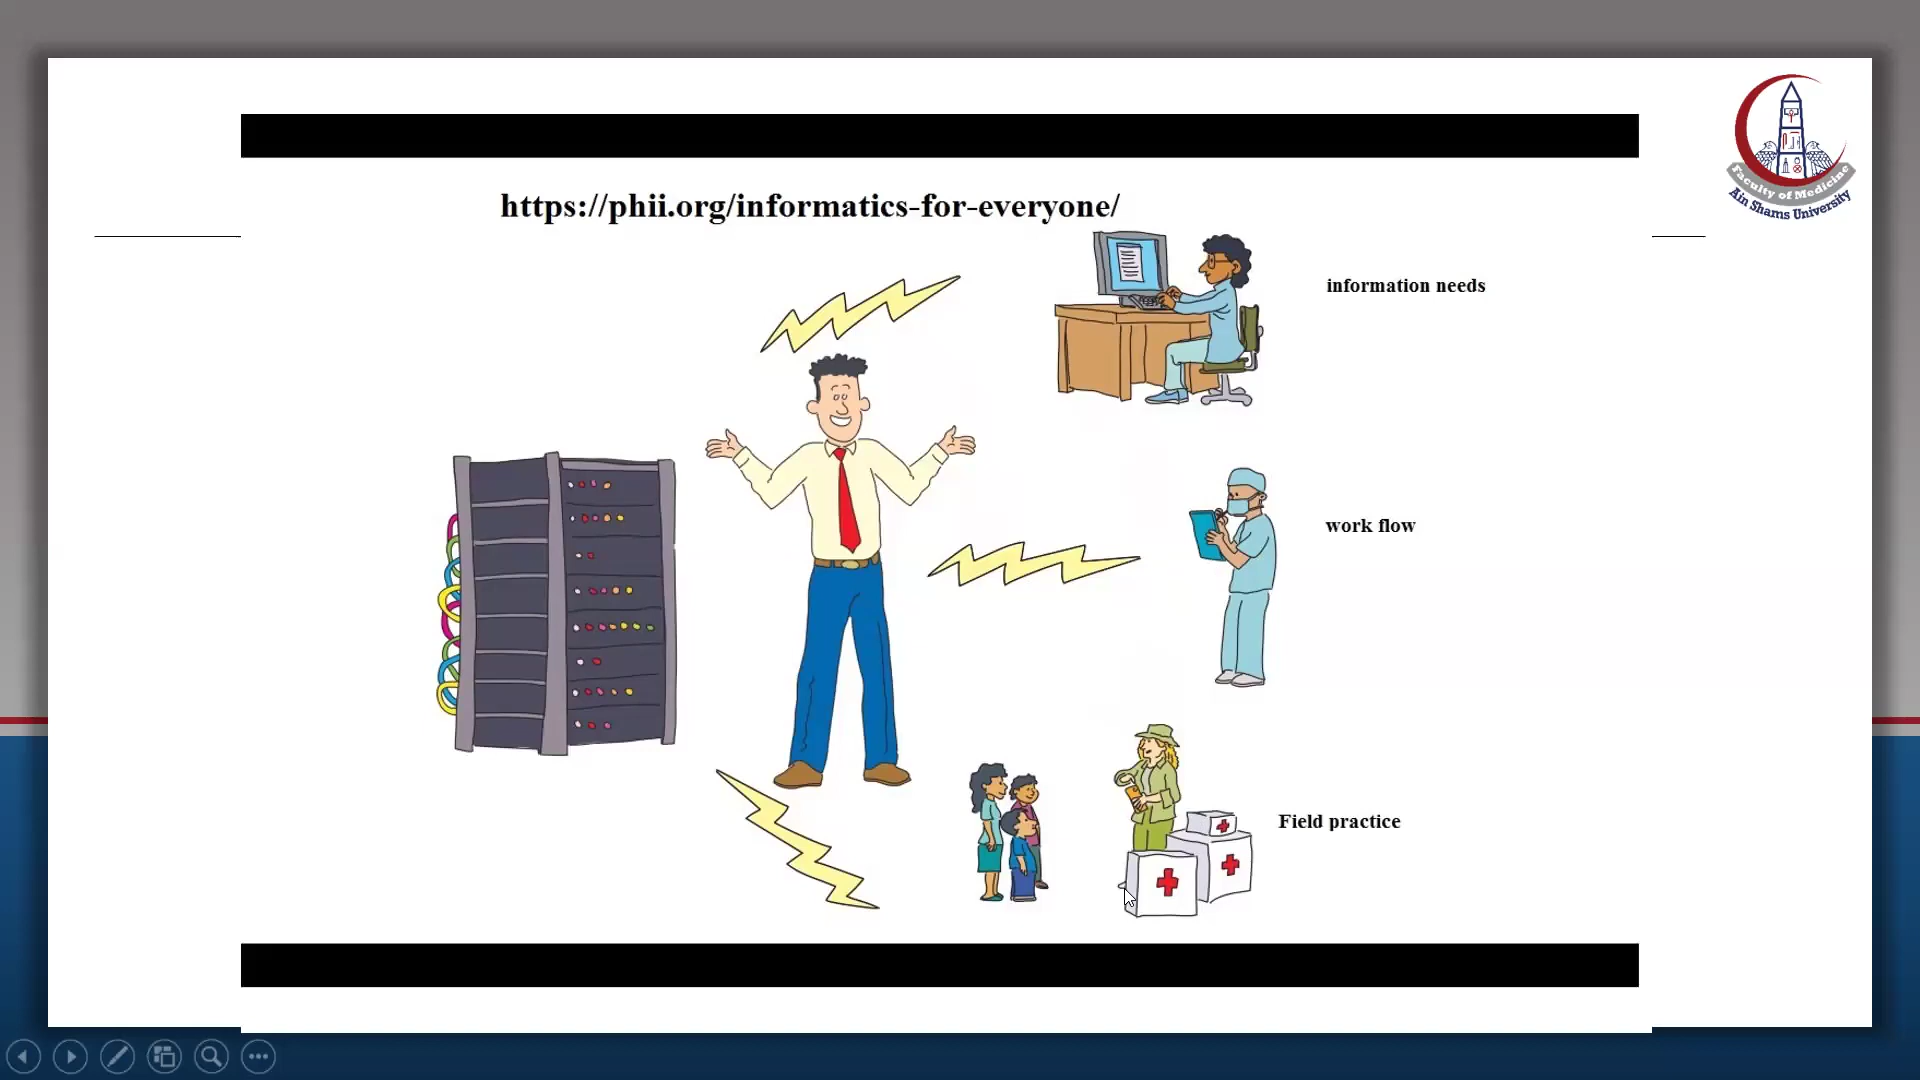 https://phii.org/informatics-for-everyone/
information needs
work flow
Field practice
Faculty of Medicine
Ain Shams University